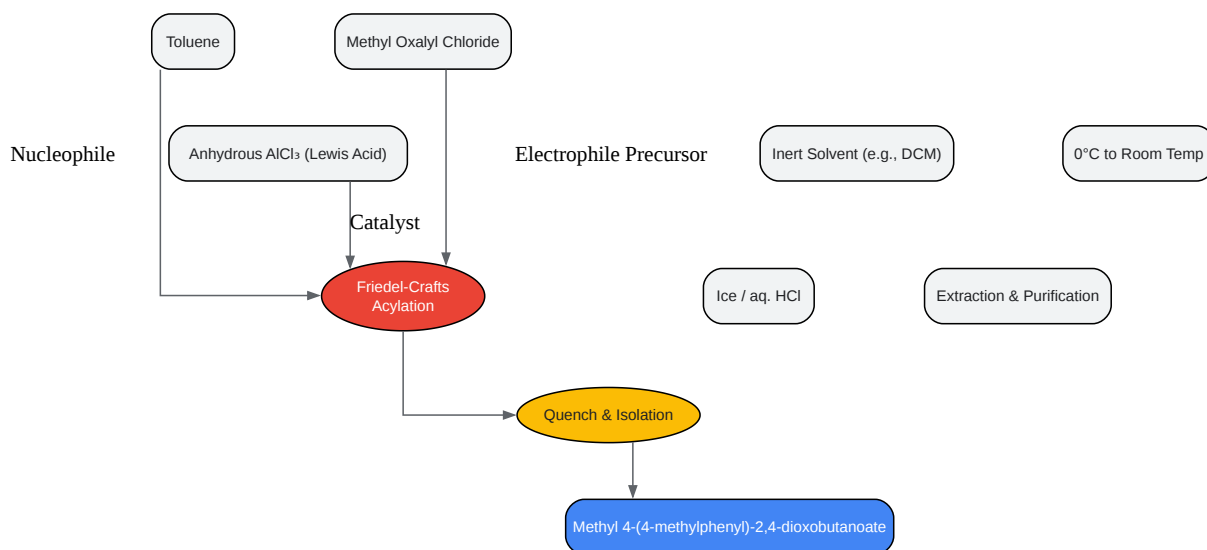 Toluene
Methyl Oxalyl Chloride
Nucleophile
Anhydrous AlCl₃ (Lewis Acid)
Electrophile Precursor
Inert Solvent (e.g., DCM)
0°C to Room Temp
Catalyst
Friedel-Crafts
Acylation
Ice / aq. HCl
Extraction & Purification
Quench & Isolation
Methyl 4-(4-methylphenyl)-2,4-dioxobutanoate